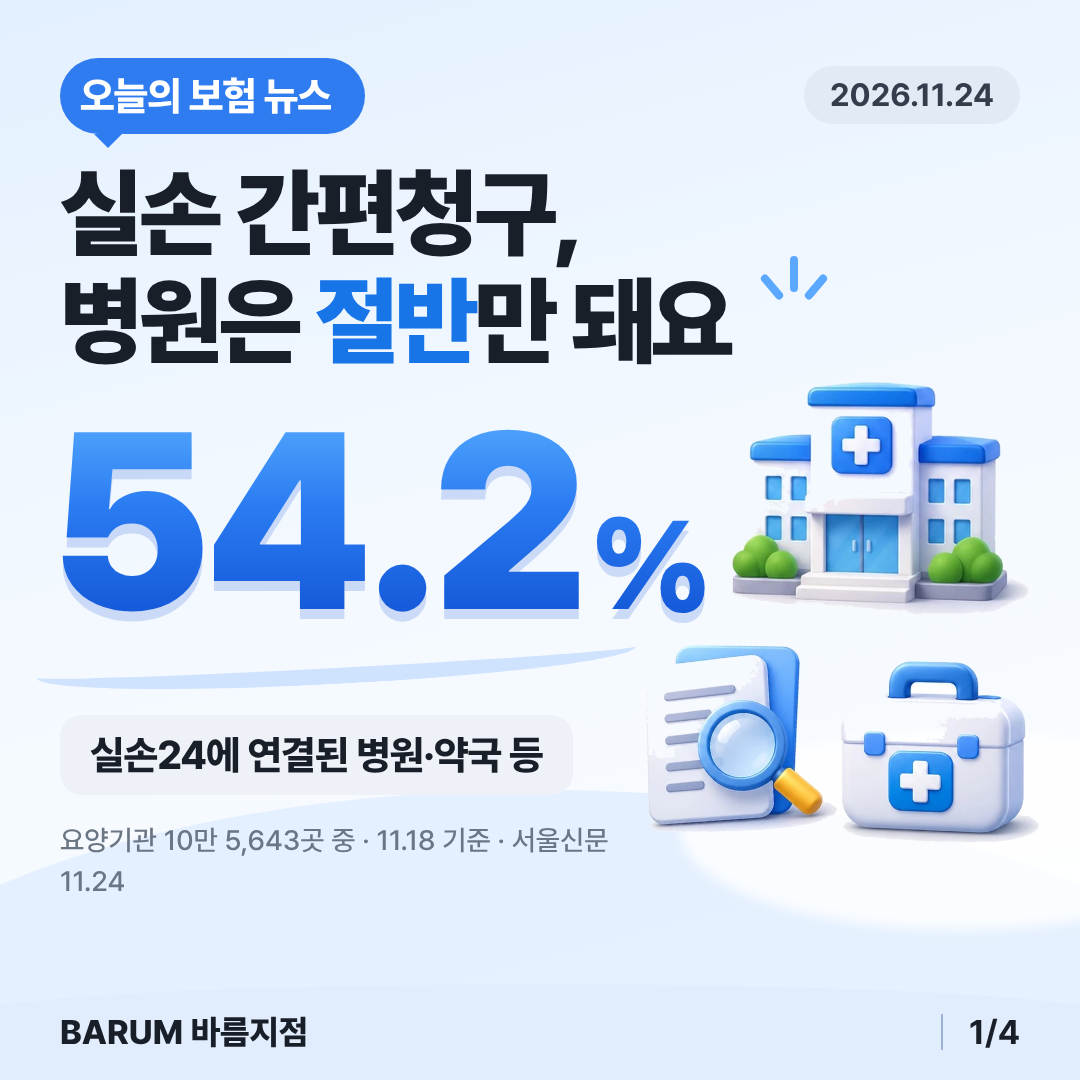 오늘의 보험 뉴스
2026.11.24
실손 간편청구,
병원은 절반만 돼요
54.2%
실손24에 연결된 병원·약국 등
요양기관 10만 5,643곳 중 · 11.18 기준 · 서울신문
11.24
BARUM 바름지점
1/4